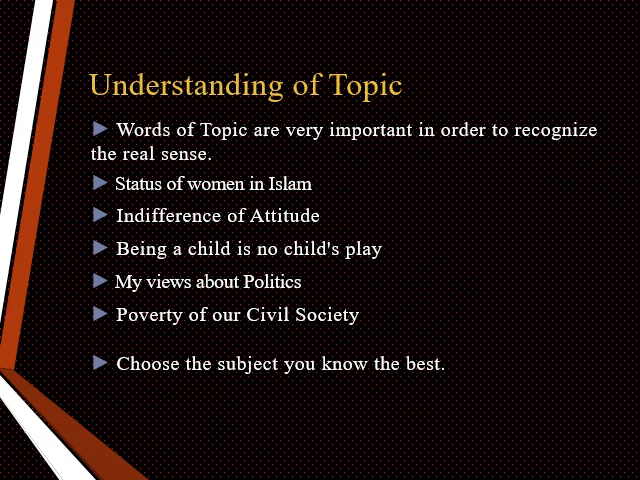 Understanding of Topic
► Words of Topic are very important in order to recognize
the real sense.
► Status of women in Islam
► Indifference of Attitude
► Being a child is no child's play
► My views about Politics
► Poverty of our Civil Society
► Choose the subject you know the best.